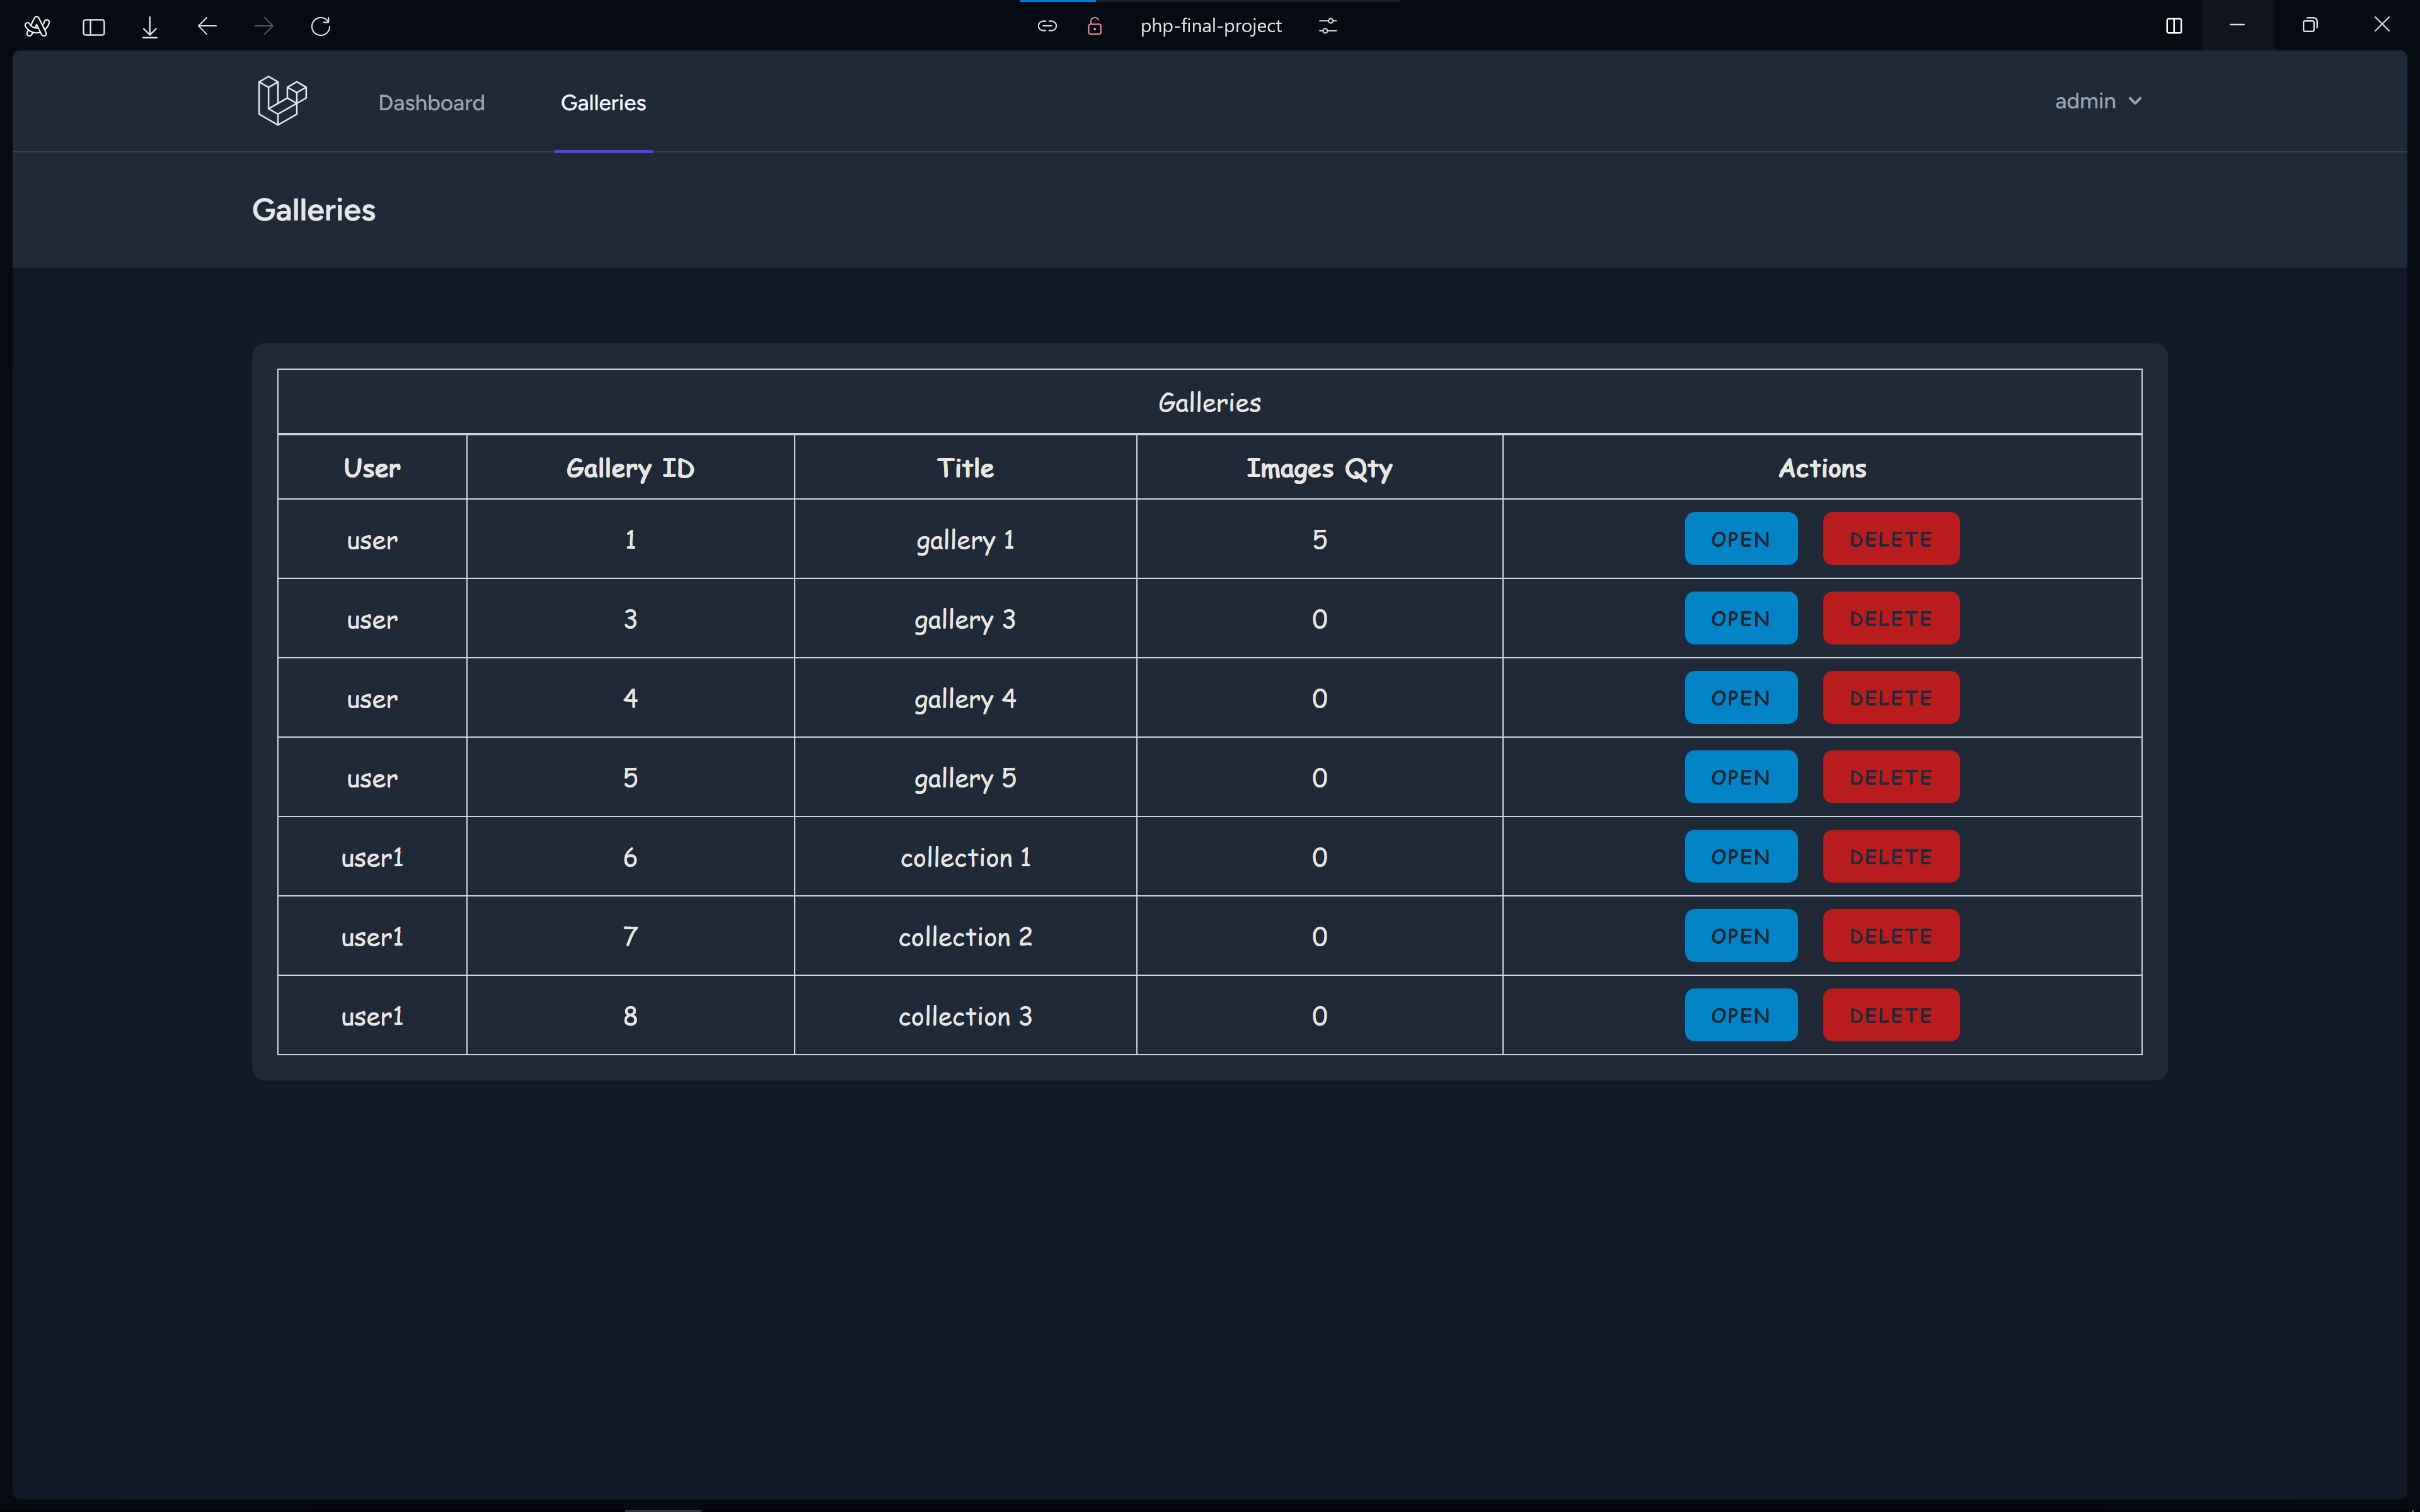 php-final-project
Dashboard Galleries admin
Galleries
Galleries
User Gallery ID Title Images Qty Actions
user 1 gallery 1 5 OPEN DELETE
user 3 gallery 3 0 OPEN DELETE
user 4 gallery 4 0 OPEN DELETE
user 5 gallery 5 0 OPEN DELETE
user1 6 collection 1 0 OPEN DELETE
user1 7 collection 2 0 OPEN DELETE
user1 8 collection 3 0 OPEN DELETE